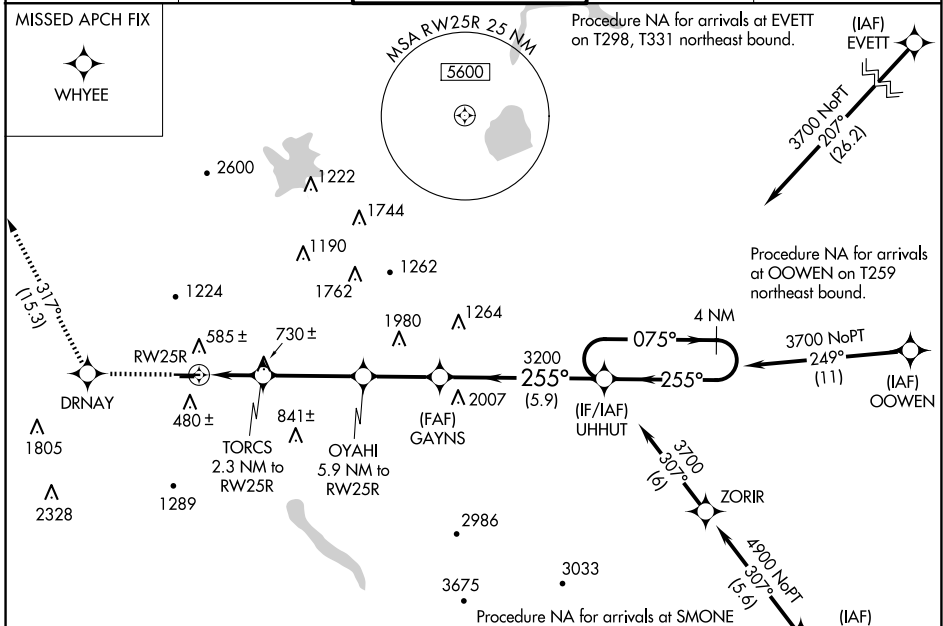 MISSED APCH FIX
WHYEE
MSA RW25R 25 NM
5600
Procedure NA for arrivals at EVETT
on T298, T331 northeast bound.
(IAF)
EVETT
3700 NoPT
207°
(26.2)
2600
1222
1744
1190
1762
1262
Procedure NA for arrivals
at OOWEN on T259
northeast bound.
317°
(15.3)
1224
585 ±
730 ±
1980
1264
4 NM
075°
3700 NoPT
249°
(11)
(IAF)
OOWEN
RW25R
3200
255°
(5.9)
255°
DRNAY
480 ±
841 ±
2007
(FAF)
GAYNS
(IF/IAF)
UHHUT
1805
TORCS
2.3 NM to
RW25R
OYAHI
5.9 NM to
RW25R
3700
307°
(6)
2328
1289
ZORIR
2986
4900 NoPT
307°
(5.6)
3033
3675
Procedure NA for arrivals at SMONE
(IAF)